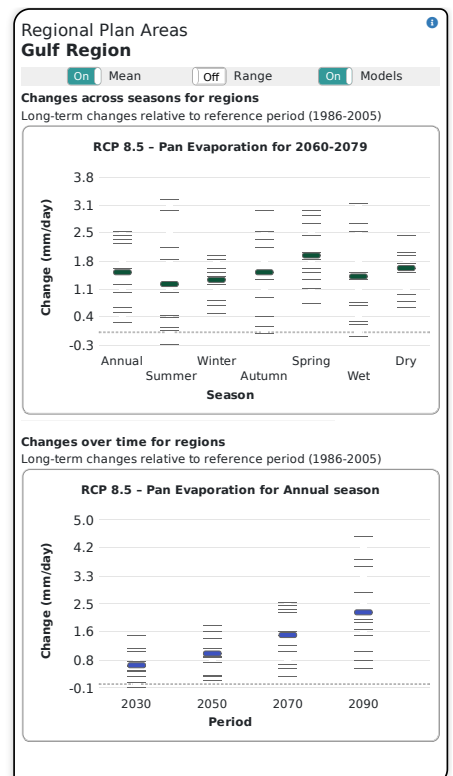 Regional Plan Areas
Gulf Region
i
On Mean Off Range On Models
Changes across seasons for regions
Long-term changes relative to reference period (1986-2005)
RCP 8.5 – Pan Evaporation for 2060-2079
Change (mm/day)
3.8
3.1
2.5
1.8
1.1
0.4
-0.3
Annual Winter Spring Dry
Summer Autumn Wet
Season
Changes over time for regions
Long-term changes relative to reference period (1986-2005)
RCP 8.5 – Pan Evaporation for Annual season
Change (mm/day)
5.0
4.2
3.3
2.5
1.6
0.8
-0.1
2030 2050 2070 2090
Period